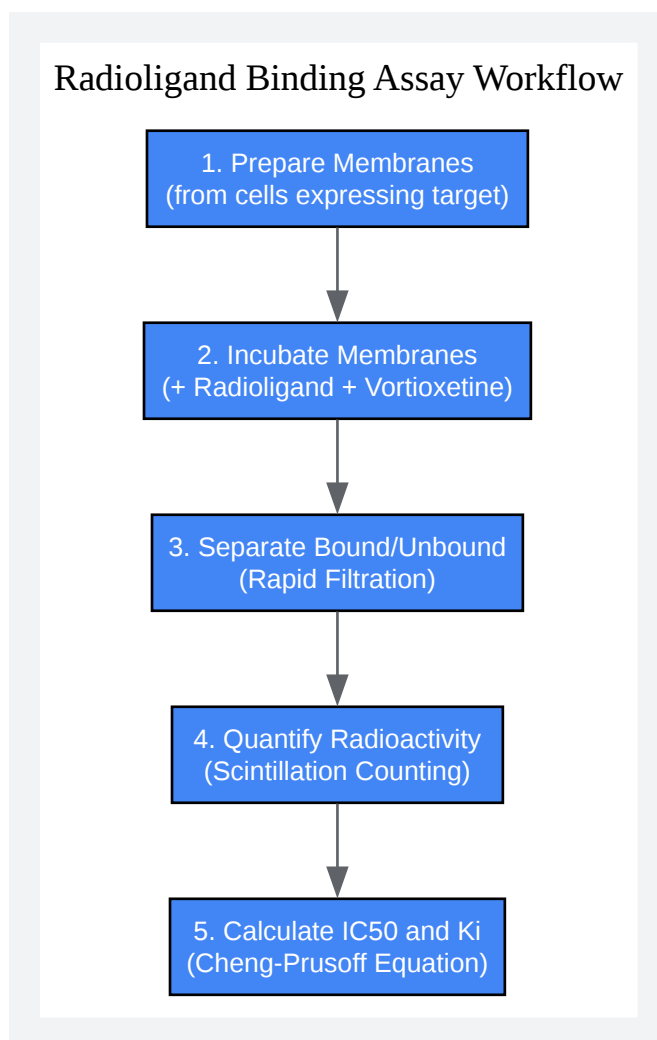 Radioligand Binding Assay Workflow
1. Prepare Membranes
(from cells expressing target)
2. Incubate Membranes
(+ Radioligand + Vortioxetine)
3. Separate Bound/Unbound
(Rapid Filtration)
4. Quantify Radioactivity
(Scintillation Counting)
5. Calculate IC50 and Ki
(Cheng-Prusoff Equation)